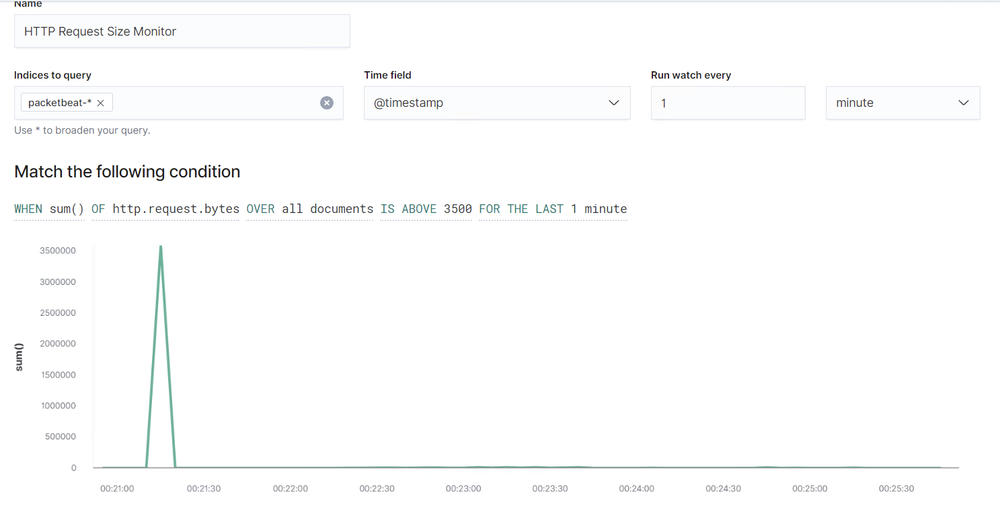 Name
HTTP Request Size Monitor
Indices to query
Time field
Run watch every
packetbeat-* ×
@timestamp
1
minute
Use * to broaden your query.
Match the following condition
WHEN sum() OF http.request.bytes OVER all documents IS ABOVE 3500 FOR THE LAST 1 minute
sum()
3500000
3000000
2500000
2000000
1500000
1000000
500000
0
00:21:00 00:21:30 00:22:00 00:22:30 00:23:00 00:23:30 00:24:00 00:24:30 00:25:00 00:25:30